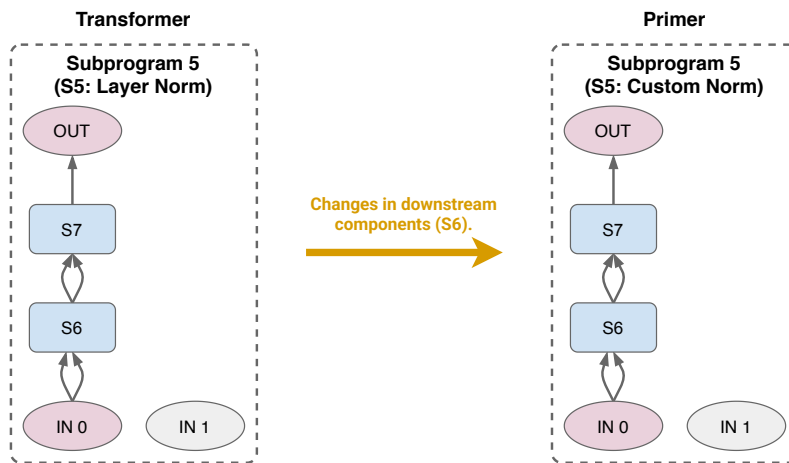 Transformer
Subprogram 5
(S5: Layer Norm)
OUT
S7
S6
IN 0
IN 1
Changes in downstream
components (S6).
Primer
Subprogram 5
(S5: Custom Norm)
OUT
S7
S6
IN 0
IN 1